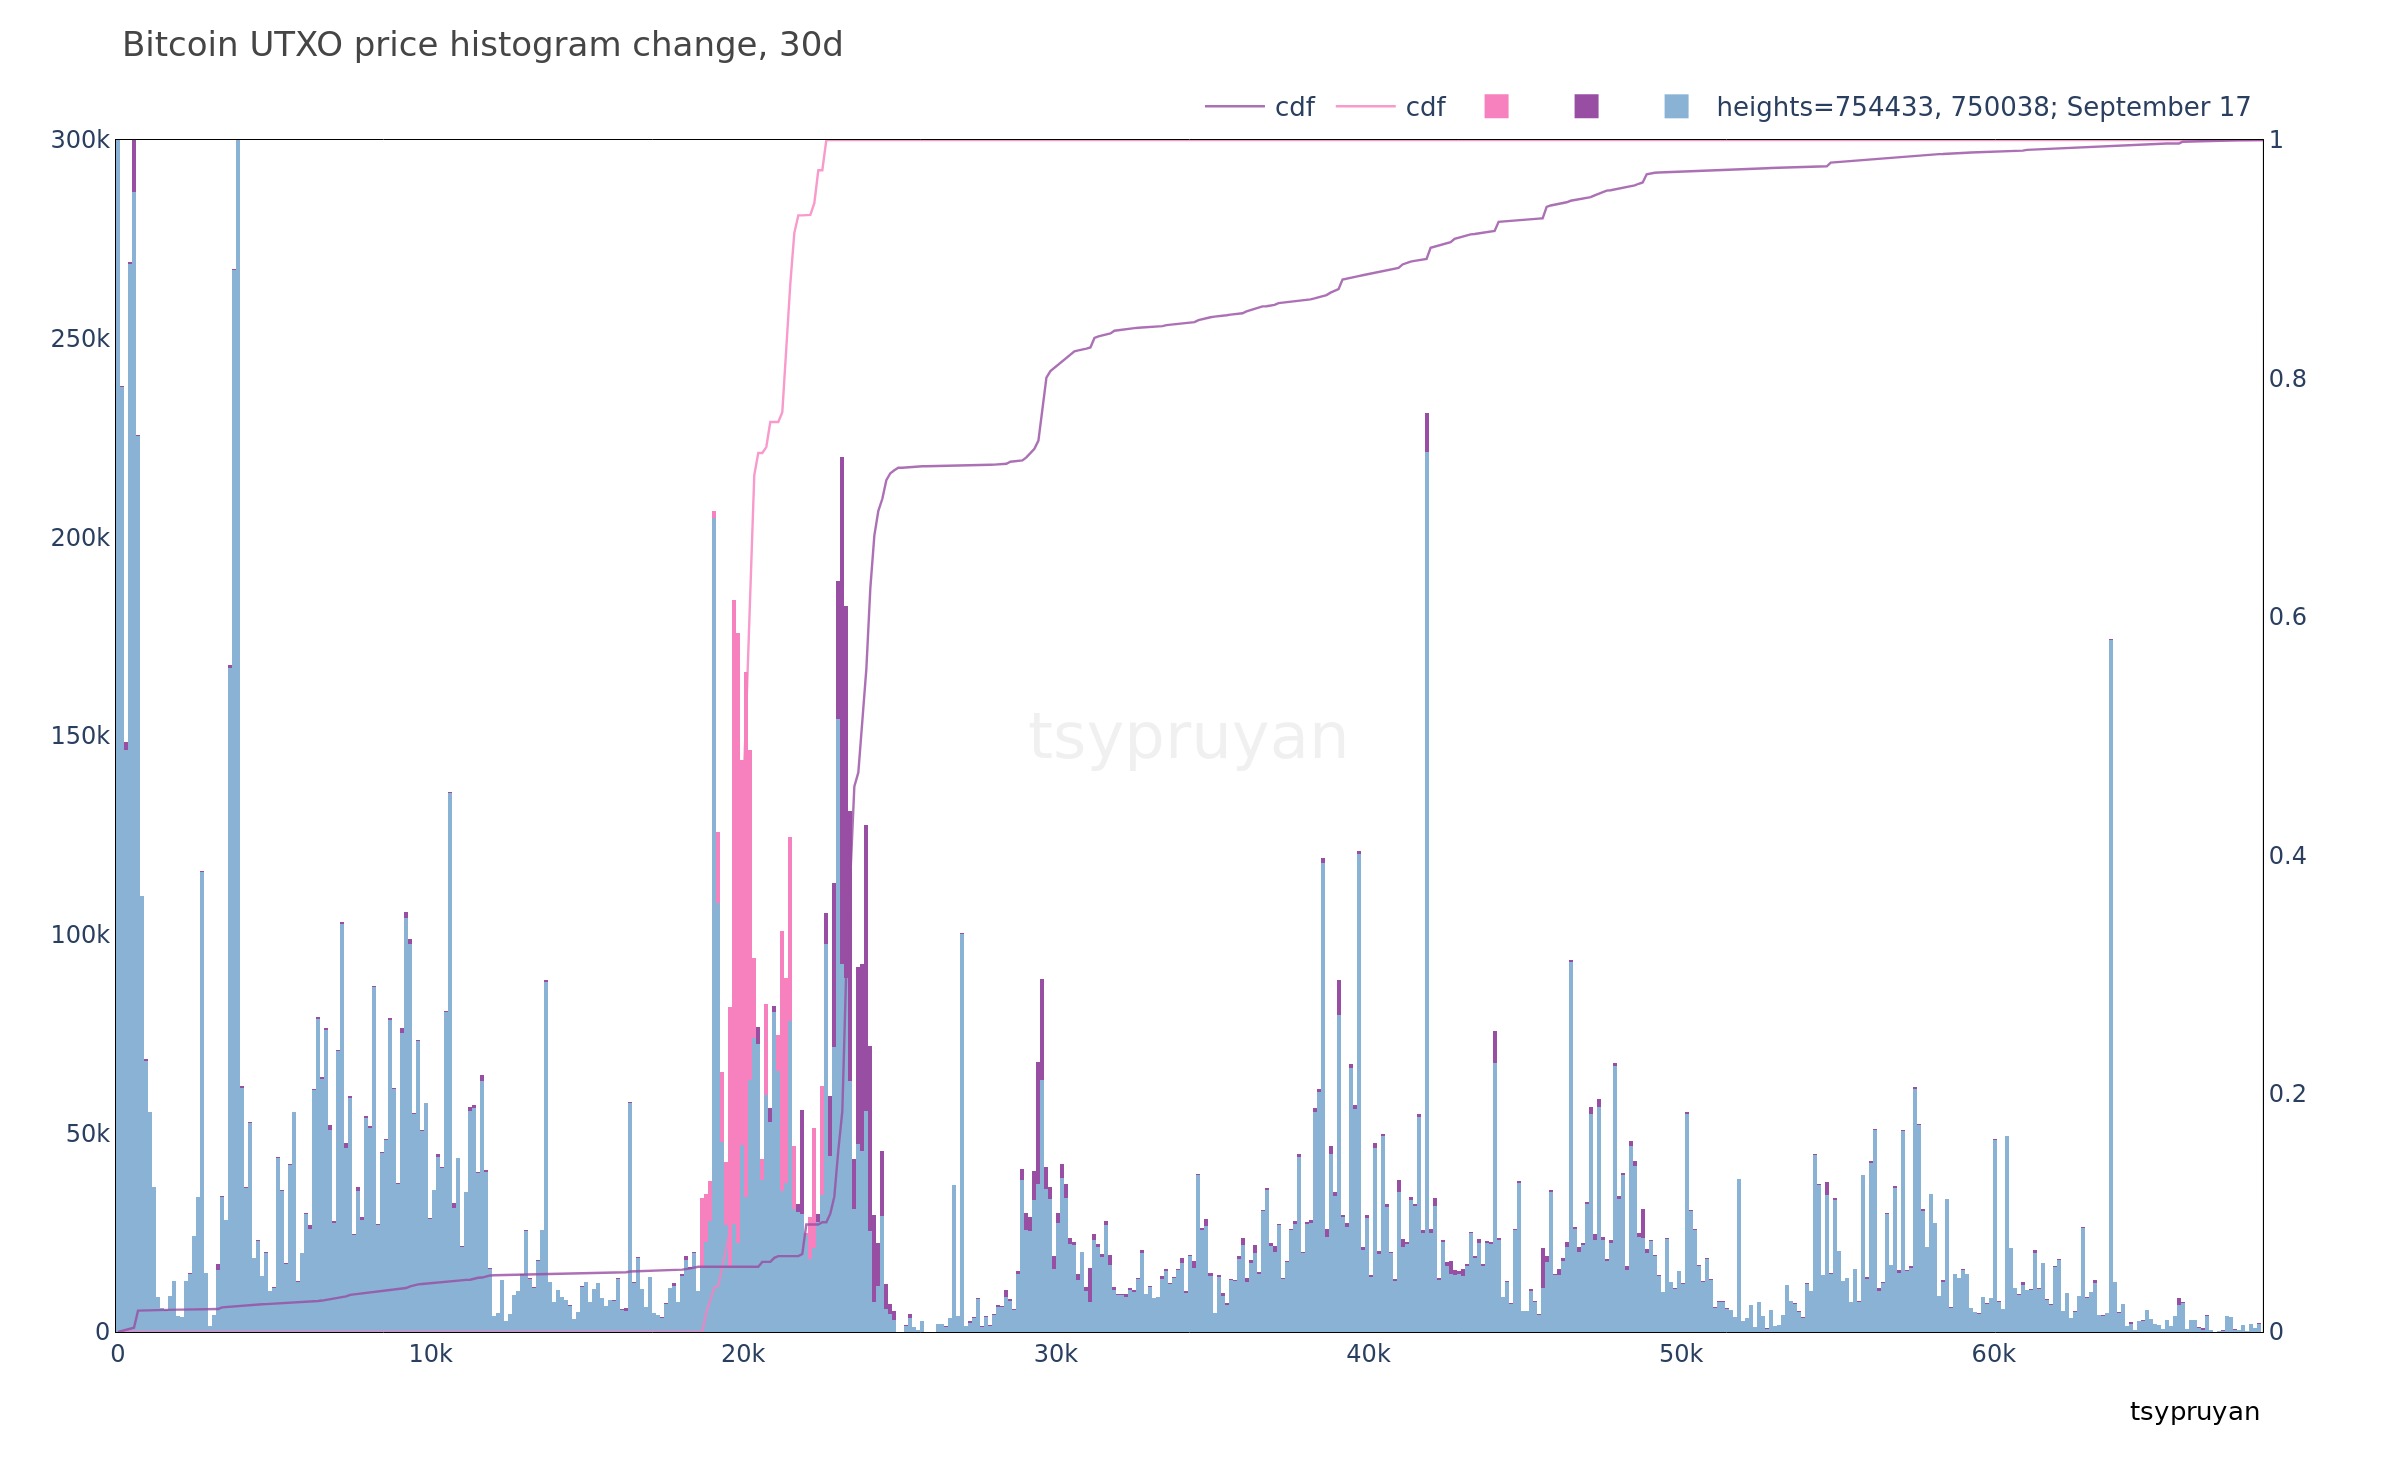 Bitcoin UTXO price histogram change, 30d
cdf cdf heights=754433, 750038; September 17
300k
250k
200k
150k
100k
50k
0
1
0.8
0.6
0.4
0.2
0
tsypruyan
0 10k 20k 30k 40k 50k 60k
tsypruyan